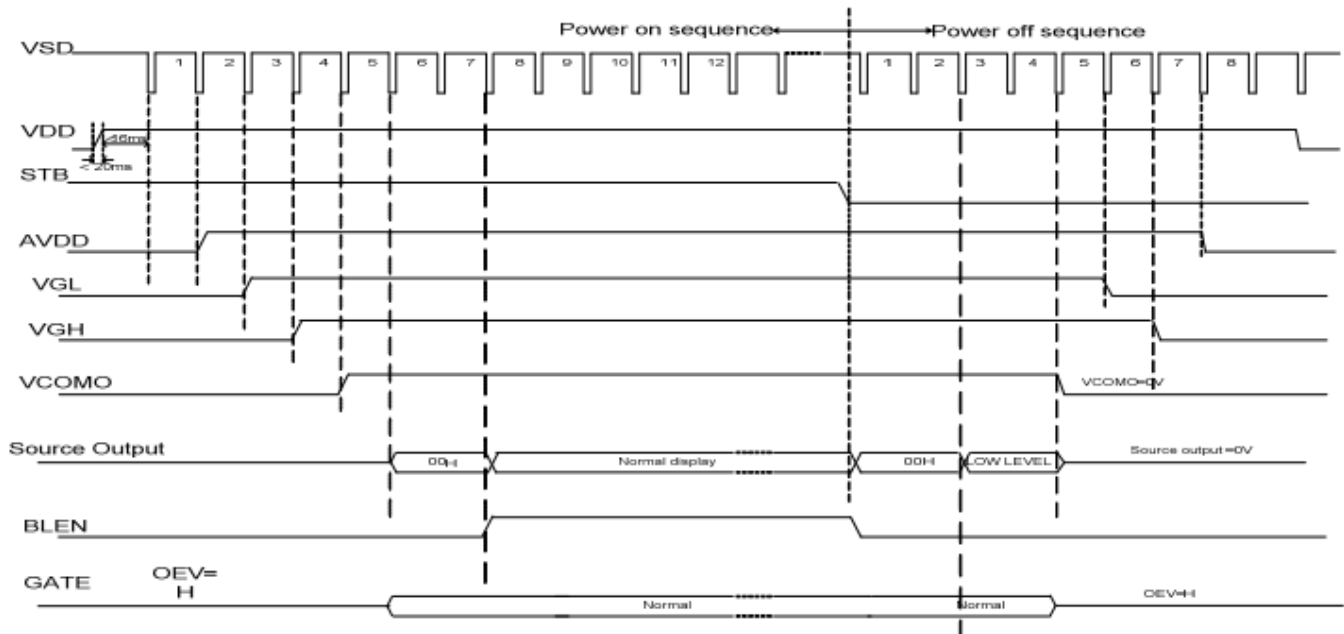 Power on sequence Power off sequence
VSD
1 2 3 4 5 6 7 8 9 10 11 12 1 2 3 4 5 6 7 8
VDD
<16ms
< 20ms
STB
AVDD
VGL
VGH
VCOMO
VCOMO=0V
Source Output
00H Normal display 00H LOW LEVEL Source output=0V
BLEN
GATE
OEV=
H
Normal Normal OEV=H